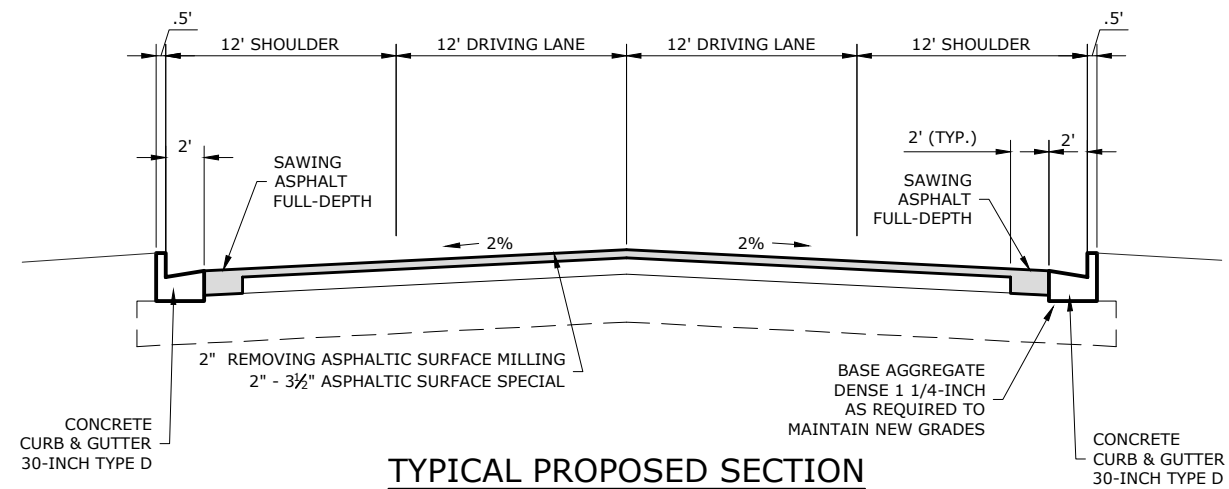 .5'
.5'
12' SHOULDER
12' DRIVING LANE
12' DRIVING LANE
12' SHOULDER
2'
SAWING
ASPHALT
FULL-DEPTH
2' (TYP.)
2'
SAWING
ASPHALT
FULL-DEPTH
2%
2%
2" REMOVING ASPHALTIC SURFACE MILLING
2" - 3½" ASPHALTIC SURFACE SPECIAL
BASE AGGREGATE
DENSE 1 1/4-INCH
AS REQUIRED TO
MAINTAIN NEW GRADES
CONCRETE
CURB & GUTTER
30-INCH TYPE D
CONCRETE
CURB & GUTTER
30-INCH TYPE D
TYPICAL PROPOSED SECTION